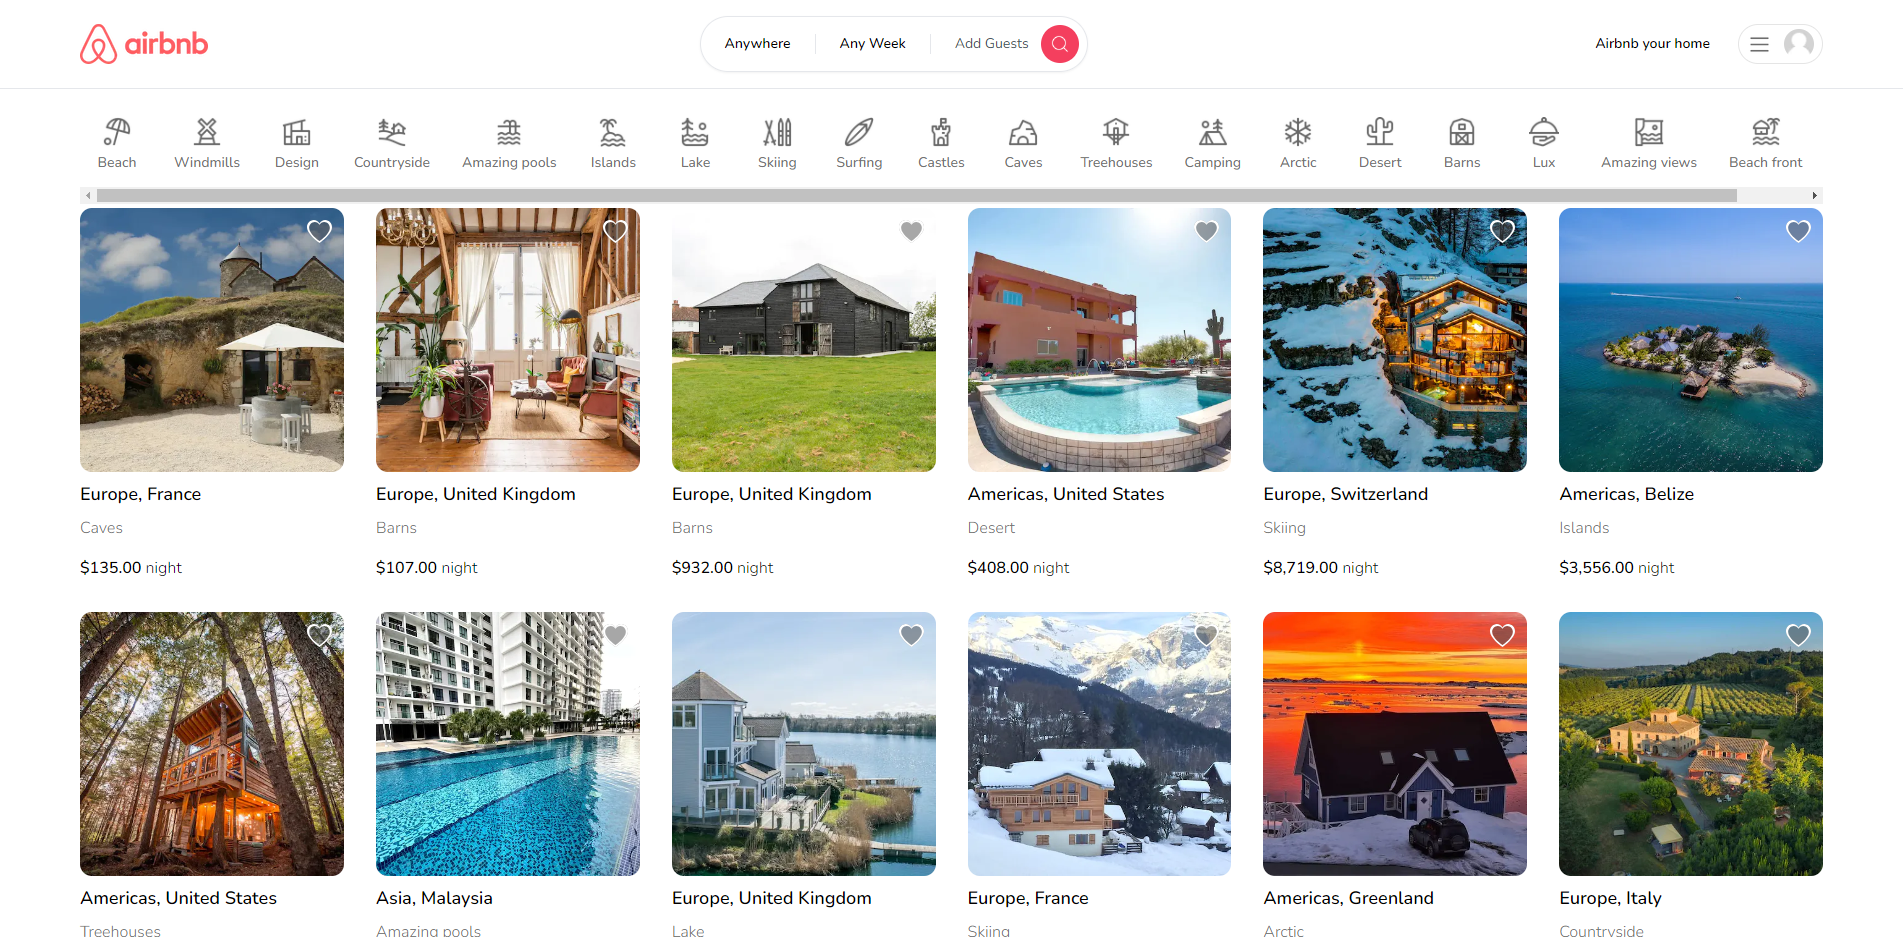 airbnb
Anywhere
Any Week
Add Guests
Airbnb your home
Beach
Windmills
Design
Countryside
Amazing pools
Islands
Lake
Skiing
Surfing
Castles
Caves
Treehouses
Camping
Arctic
Desert
Barns
Lux
Amazing views
Beach front
Europe, France
Caves
$135.00 night
Europe, United Kingdom
Barns
$107.00 night
Europe, United Kingdom
Barns
$932.00 night
Americas, United States
Desert
$408.00 night
Europe, Switzerland
Skiing
$8,719.00 night
Americas, Belize
Islands
$3,556.00 night
Americas, United States
Treehouses
Asia, Malaysia
Amazing pools
Europe, United Kingdom
Lake
Europe, France
Skiing
Americas, Greenland
Arctic
Europe, Italy
Countryside